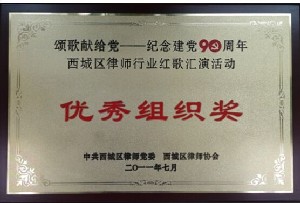 颂歌献给党——纪念建党90周年
西城区律师行业红歌汇演活动
优秀组织奖
中共西城区律师党委 西城区律师协会
二〇一一年七月